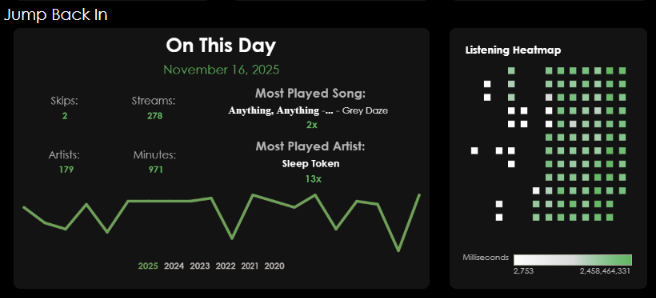 Jump Back In
On This Day
November 16, 2025
Skips:
2
Streams:
278
Most Played Song:
Anything, Anything -... - Grey Daze
2x
Artists:
179
Minutes:
971
Most Played Artist:
Sleep Token
13x
2025 2024 2023 2022 2021 2020
Listening Heatmap
Milliseconds
2,753 2,458,464,331